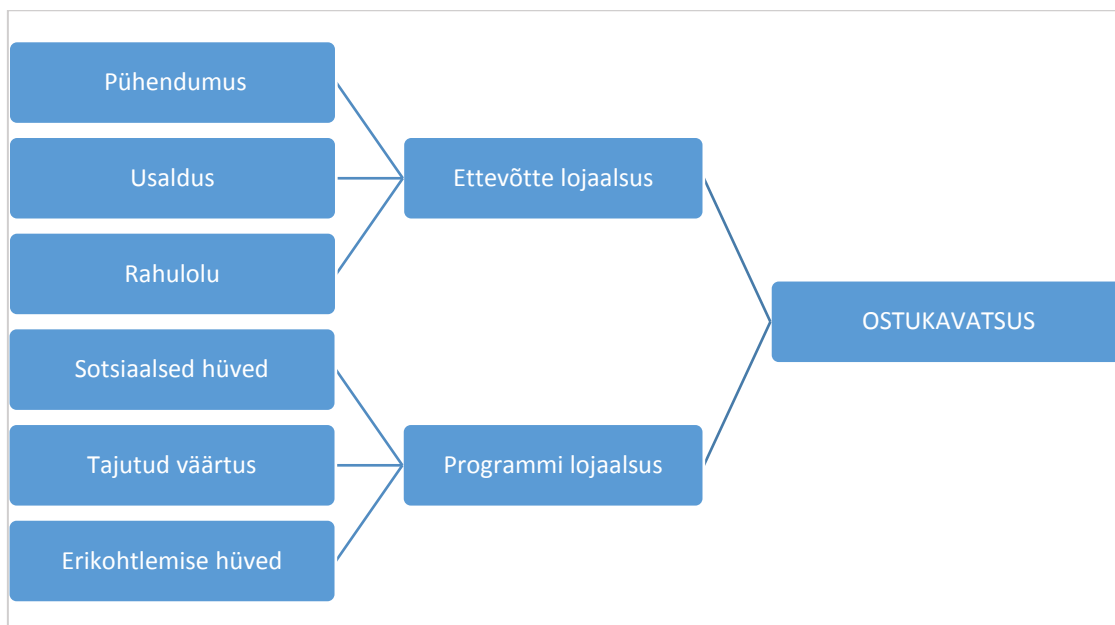 Pühendumus
Usaldus
Rahulolu
Sotsiaalsed hüved
Tajutud väärtus
Erikohtlemise hüved
Ettevõtte lojaalsus
Programmi lojaalsus
OSTUKAVATSUS